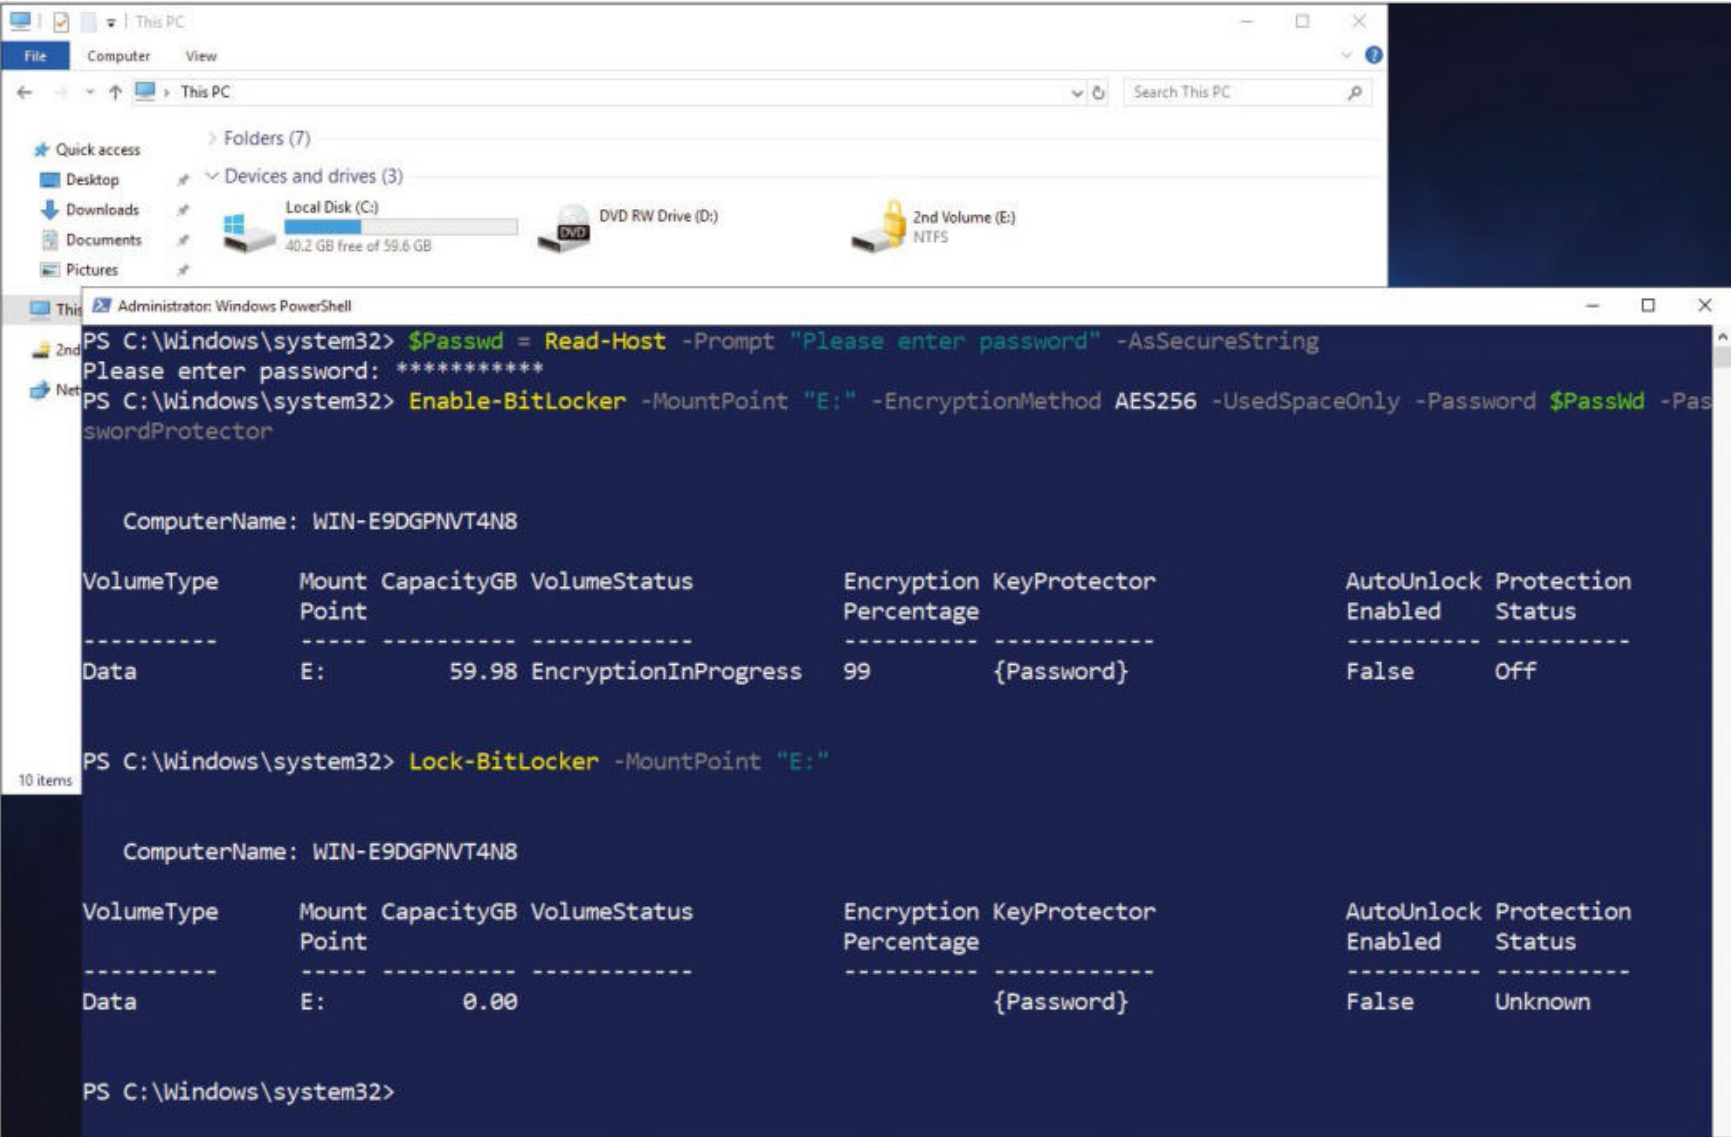 This PC
File Computer View
This PC
Search This PC
Quick access
Desktop
Downloads
Documents
Pictures
This
2nd
Net
10 items
Folders (7)
Devices and drives (3)
Local Disk (C:)
40.2 GB free of 59.6 GB
DVD
DVD RW Drive (D:)
2nd Volume (E:)
NTFS
Administrator: Windows PowerShell
PS C:\Windows\system32> $Passwd = Read-Host -Prompt "Please enter password" -AsSecureString
Please enter password: ***********
PS C:\Windows\system32> Enable-BitLocker -MountPoint "E:" -EncryptionMethod AES256 -UsedSpaceOnly -Password $PassWd -Pas
swordProtector
ComputerName: WIN-E9DGPNVT4N8
VolumeType Mount CapacityGB VolumeStatus Encryption KeyProtector AutoUnlock Protection
Point Percentage Enabled Status
---------- ----- ---------- ------------ ---------- ------------ ---------- ----------
Data E: 59.98 EncryptionInProgress 99 {Password} False Off
PS C:\Windows\system32> Lock-BitLocker -MountPoint "E:"
ComputerName: WIN-E9DGPNVT4N8
VolumeType Mount CapacityGB VolumeStatus Encryption KeyProtector AutoUnlock Protection
Point Percentage Enabled Status
---------- ----- ---------- ------------ ---------- ------------ ---------- ----------
Data E: 0.00 {Password} False Unknown
PS C:\Windows\system32>